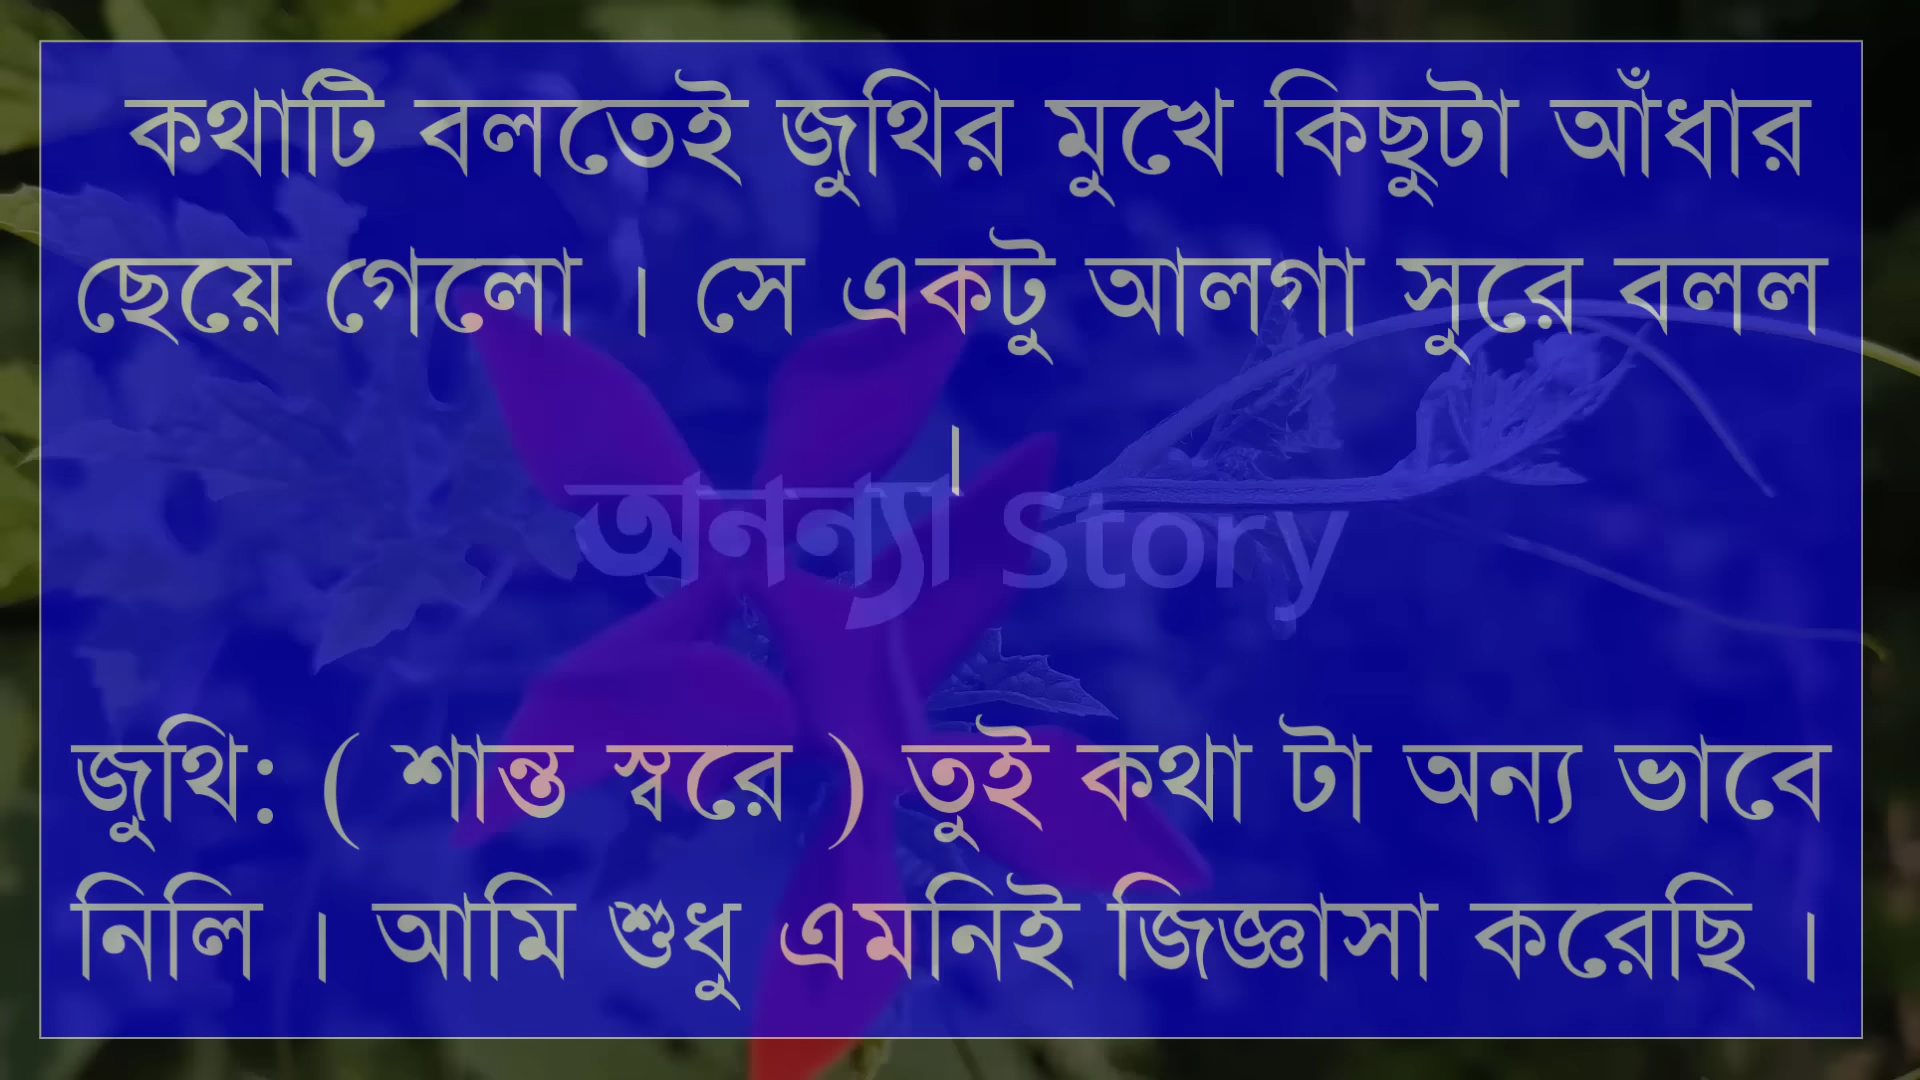 কথাটি বলতেই জুথির মুখে কিছুটা আঁধার
ছেয়ে গেলো । সে একটু আলগা সুরে বলল
।
অনন্যা Story
জুথি: ( শান্ত স্বরে ) তুই কথা টা অন্য ভাবে
নিলি । আমি শুধু এমনিই জিজ্ঞাসা করেছি ।